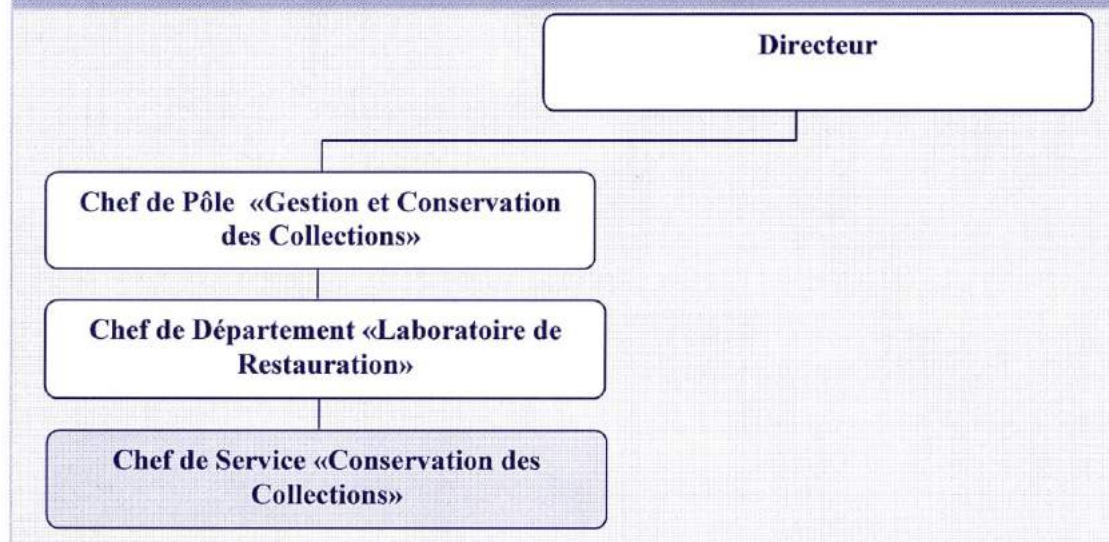 Directeur
Chef de Pôle «Gestion et Conservation
des Collections»
Chef de Département «Laboratoire de
Restauration»
Chef de Service «Conservation des
Collections»